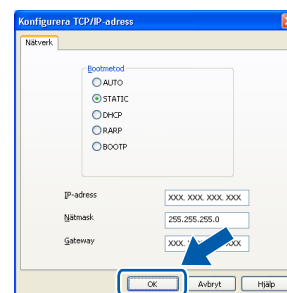 Konfigurera TCP/IP-adress
Nätverk
Bootmetod
AUTO
STATIC
DHCP
RARP
BOOTP
IP-adress XXX. XXX. XXX. XXX
Nätmask 255.255.255.0
Gateway XXX. XXX
OK Avbryt Hjälp